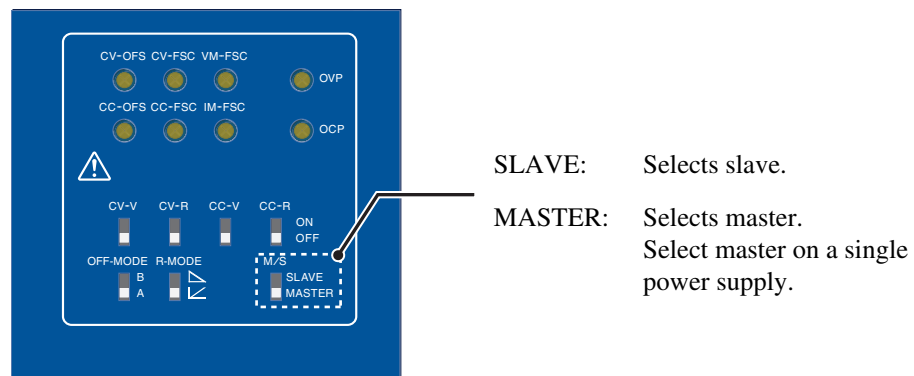 CV-OFS CV-FSC VM-FSC
OVP
CC-OFS CC-FSC IM-FSC
OCP
CV-V CV-R CC-V CC-R
ON
OFF
OFF-MODE R-MODE M/S
B SLAVE
A MASTER
SLAVE: Selects slave.
MASTER: Selects master.
Select master on a single
power supply.